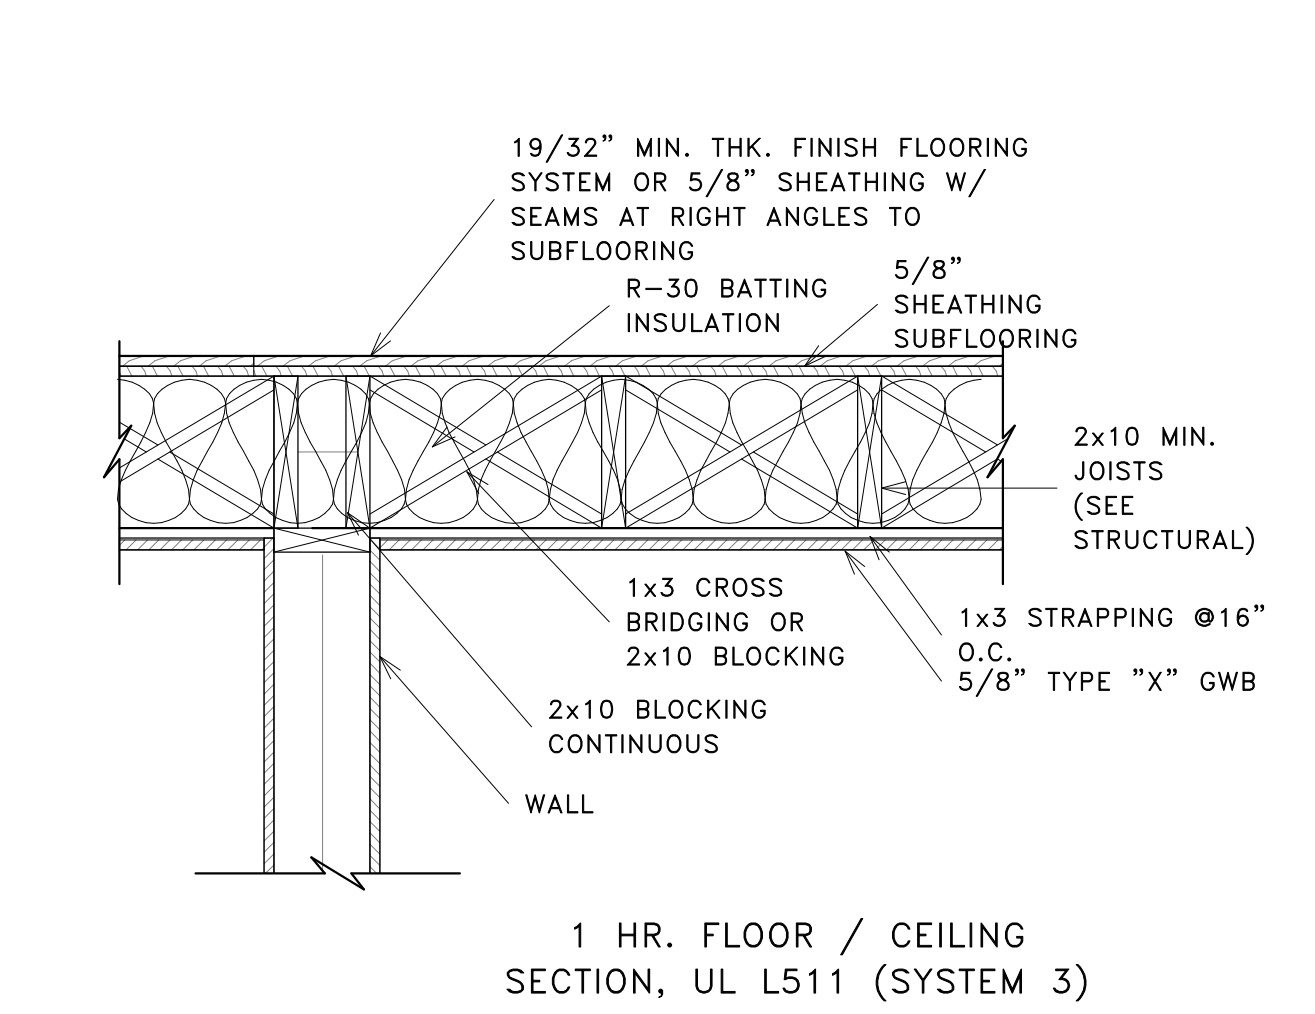 19/32” MIN. THK. FINISH FLOORING
SYSTEM OR 5/8” SHEATHING W/
SEAMS AT RIGHT ANGLES TO
SUBFLOORING
R-30 BATTING
INSULATION
5/8”
SHEATHING
SUBFLOORING
2x10 MIN.
JOISTS
(SEE
STRUCTURAL)
1x3 CROSS
BRIDGING OR
2x10 BLOCKING
1x3 STRAPPING @16”
O.C.
5/8” TYPE ”X” GWB
2x10 BLOCKING
CONTINUOUS
WALL
1 HR. FLOOR / CEILING
SECTION, UL L511 (SYSTEM 3)